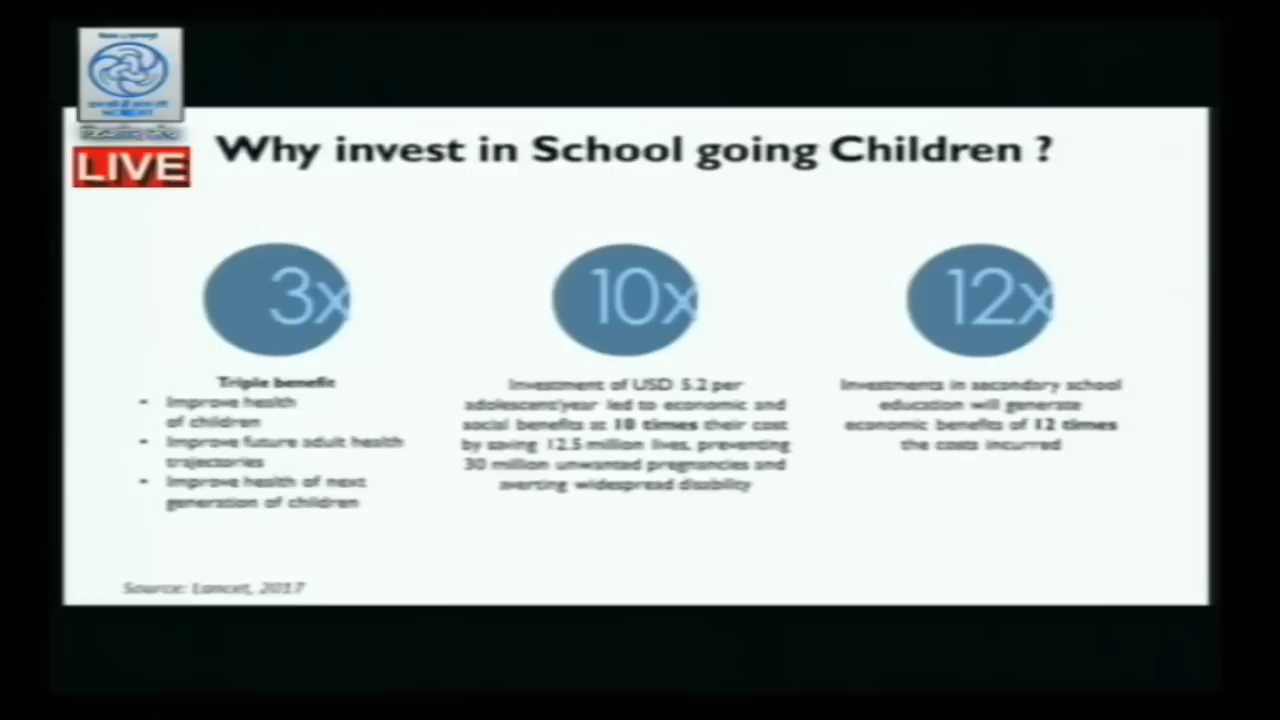 LIVE
Why invest in School going Children ?
3x
Triple benefit
• Improve health
of children
• Improve future adult health
trajectories
• Improve health of next
generation of children
10x
Investment of USD 5.2 per
adolescent/year led to economic and
social benefits at 10 times their cost
by saving 12.5 million lives, preventing
30 million unwanted pregnancies and
averting widespread disability
12x
Investments in secondary school
education will generate
economic benefits of 12 times
the costs incurred
Source: Lancet, 2017